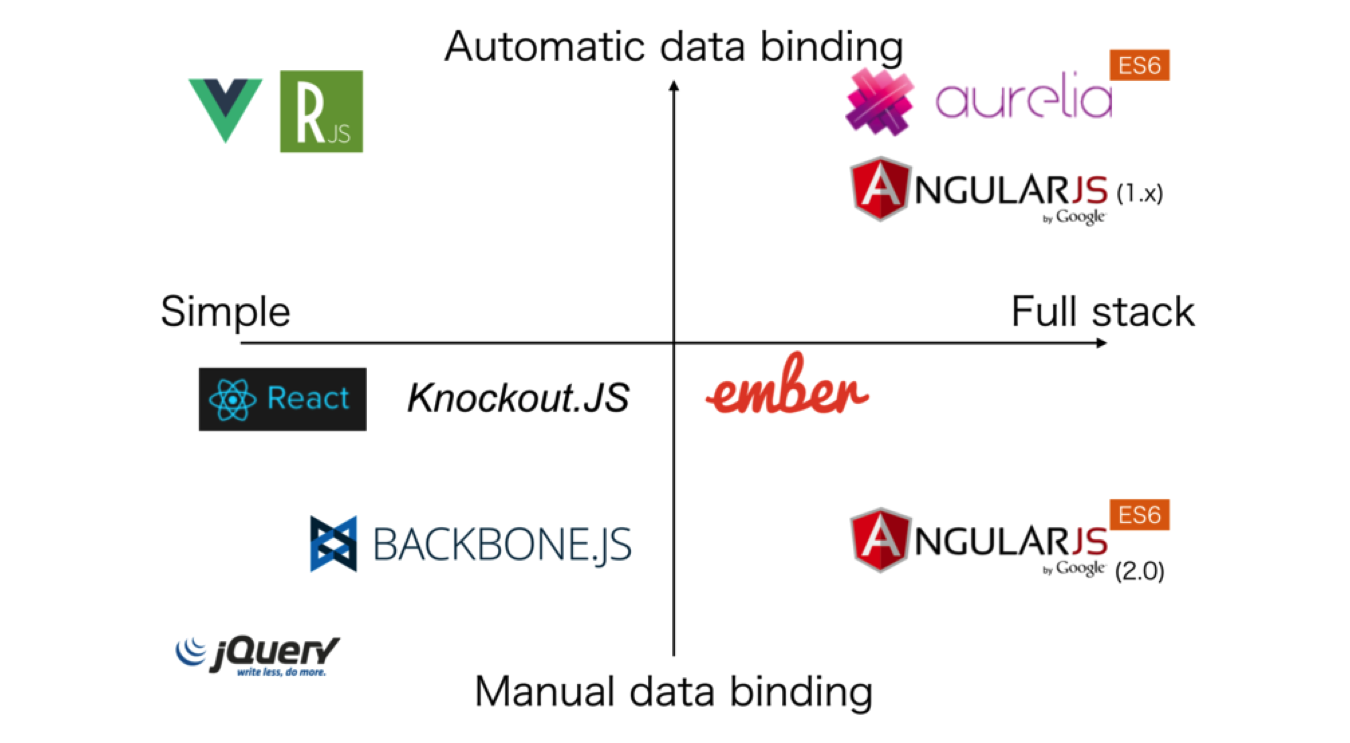 Automatic data binding
RJS
aurelia
ES6
ANGULARJS (1.x)
by Google
Simple
Full stack
React
Knockout.JS
ember
BACKBONE.JS
ANGULARJS
ES6
by Google (2.0)
jQuery
write less, do more.
Manual data binding